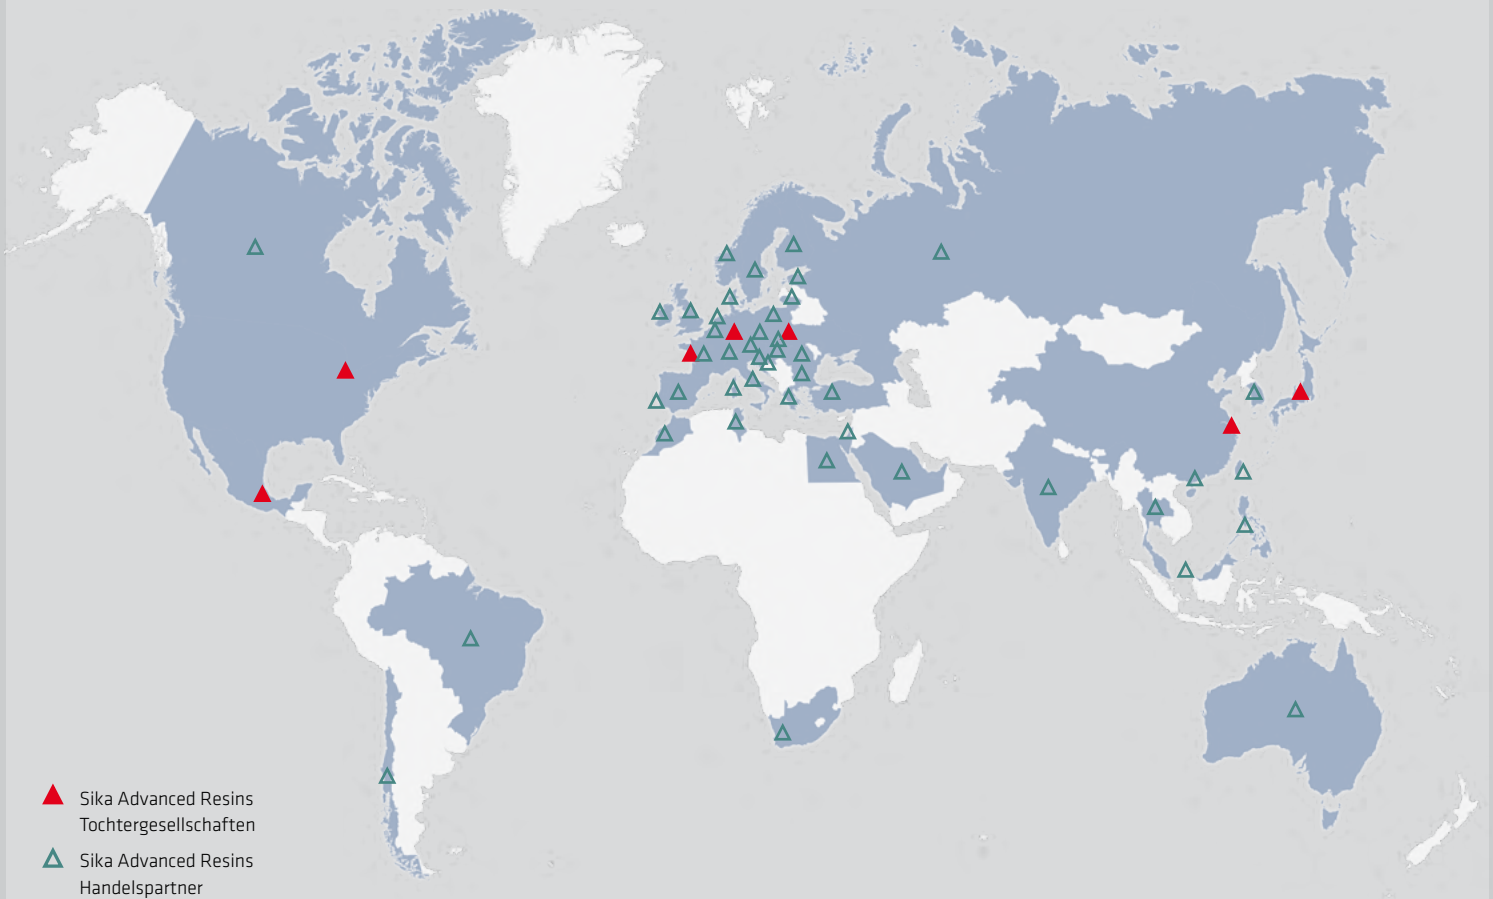 Sika Advanced Resins
Tochtergesellschaften
Sika Advanced Resins
Handelspartner